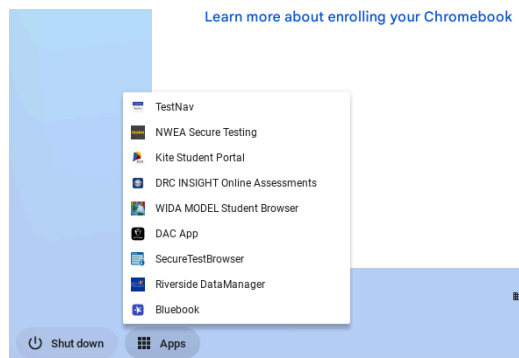 Learn more about enrolling your Chromebook
TestNav
NWEA Secure Testing
Kite Student Portal
DRC INSIGHT Online Assessments
WIDA MODEL Student Browser
DAC App
SecureTestBrowser
Riverside DataManager
Bluebook
Shut down
Apps